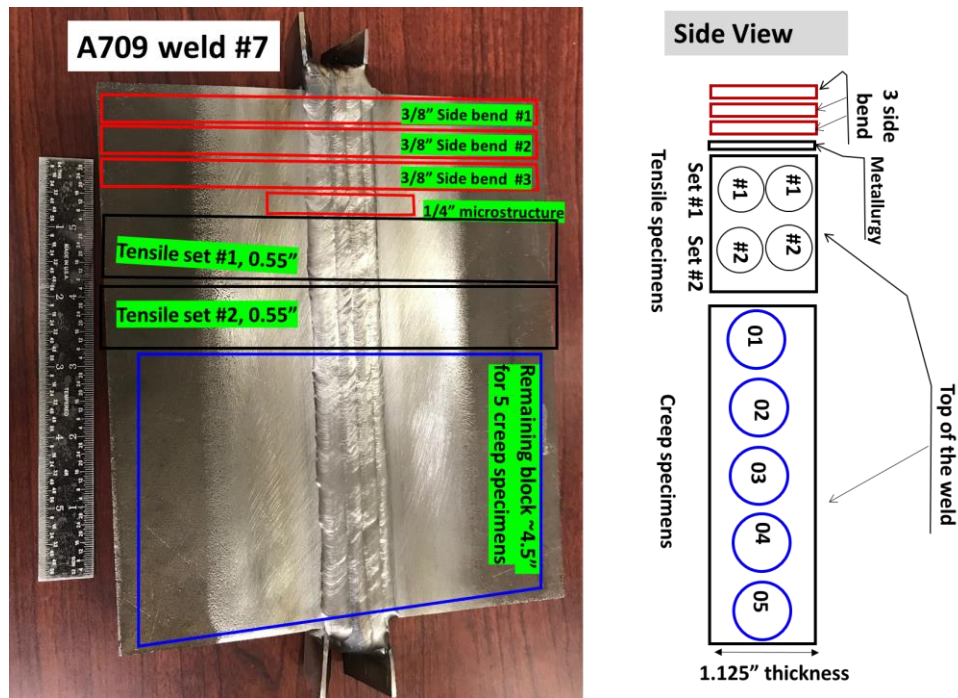 A709 weld #7
3/8” Side bend #1
3/8” Side bend #2
3/8” Side bend #3
1/4” microstructure
Tensile set #1, 0.55”
Tensile set #2, 0.55”
Remaining block ~4.5”
for 5 creep specimens
Side View
3 side
bend
Metallurgy
Tensile specimens
Set #1
Set #2
#1
#1
#2
#2
Top of the weld
Creep specimens
01
02
03
04
05
1.125” thickness